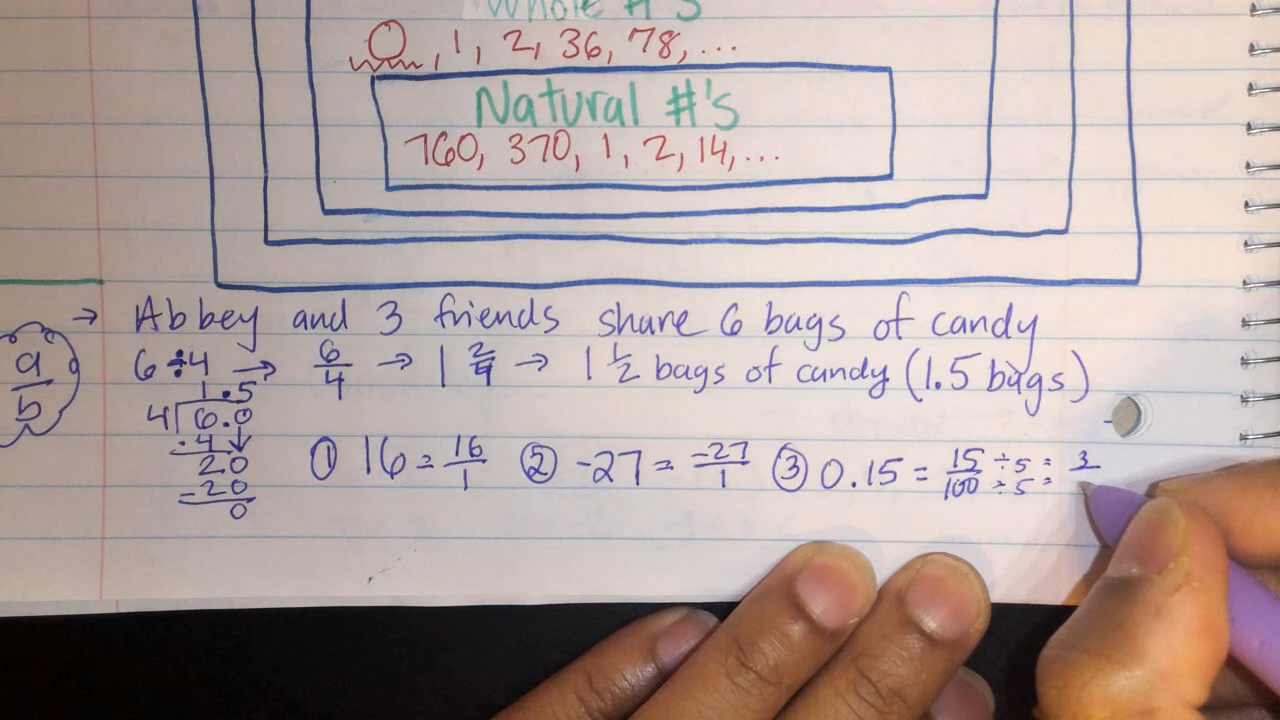 Whole #'s
0, 1, 2, 36, 78, ...
Natural #'s
760, 370, 1, 2, 14, ...
→ Abbey and 3 friends share 6 bags of candy
a/b
6 ÷ 4 → 6/4 → 1 2/4 → 1 1/2 bags of candy (1.5 bags)
1.5
4 6.0
-4
20
-20
0
① 16 = 16/1 ② -27 = -27/1 ③ 0.15 = 15/100 ÷5/÷5 = 3